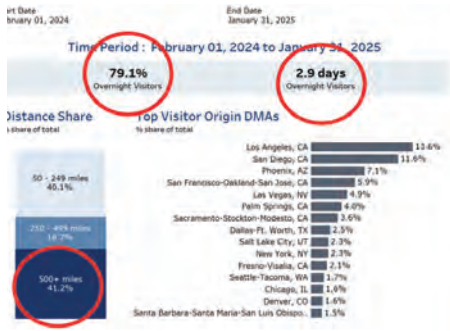 art Date
bruary 01, 2024
End Date
January 31, 2025
Time Period : February 01, 2024 to January 31, 2025
79.1%
Overnight Visitors
2.9 days
Overnight Visitors
Distance Share
% share of total
Top Visitor Origin DMAs
% share of total
50 - 249 miles
40.1%
250 - 499 miles
18.7%
500+ miles
41.2%
Los Angeles, CA 13.6%
San Diego, CA 11.6%
Phoenix, AZ 7.1%
San Francisco-Oakland-San Jose, CA 5.9%
Las Vegas, NV 4.9%
Palm Springs, CA 4.0%
Sacramento-Stockton-Modesto, CA 3.6%
Dallas-Ft. Worth, TX 2.5%
Salt Lake City, UT 2.3%
New York, NY 2.3%
Fresno-Visalia, CA 2.1%
Seattle-Tacoma, WA 1.7%
Chicago, IL 1.6%
Denver, CO 1.6%
Santa Barbara-Santa Maria-San Luis Obispo.. 1.5%